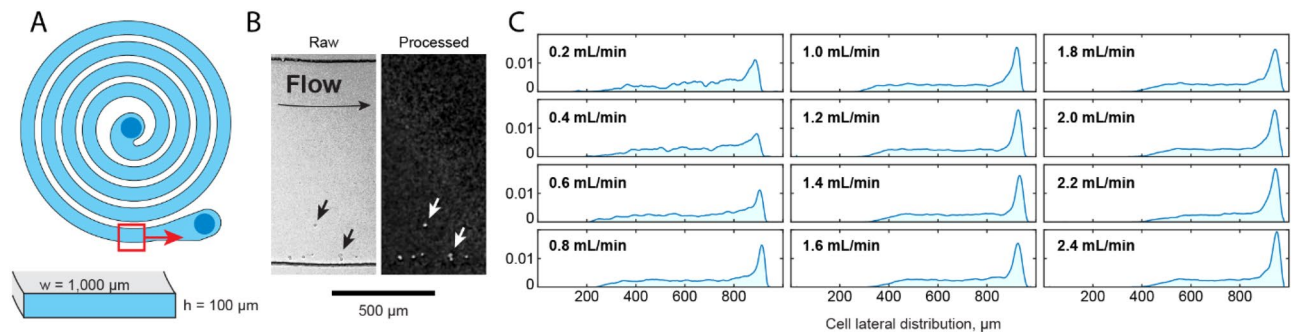 A
w = 1,000 µm
h = 100 µm
B
Raw
Processed
Flow
500 µm
C
0.2 mL/min
1.0 mL/min
1.8 mL/min
0.01
0
0.4 mL/min
1.2 mL/min
2.0 mL/min
0.01
0
0.6 mL/min
1.4 mL/min
2.2 mL/min
0.01
0
0.8 mL/min
1.6 mL/min
2.4 mL/min
0.01
0
200 400 600 800
200 400 600 800
200 400 600 800
Cell lateral distribution, µm